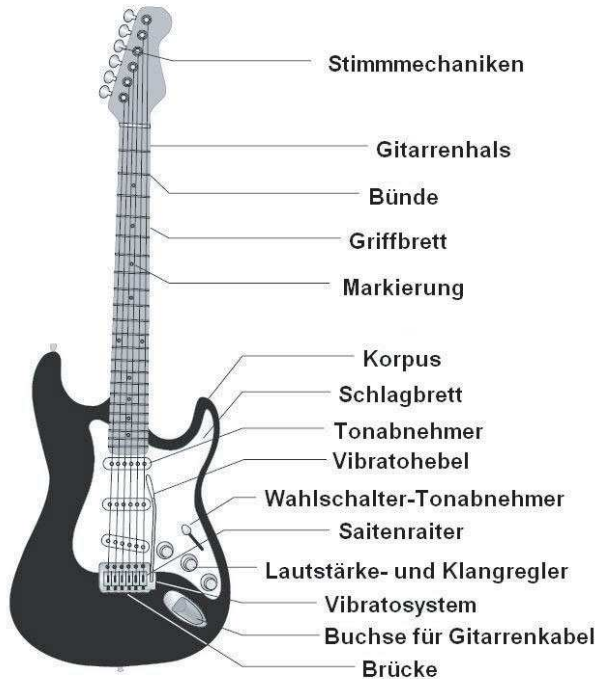 Stimmmechaniken
Gitarrenhals
Bünde
Griffbrett
Markierung
Korpus
Schlagbrett
Tonabnehmer
Vibratohebel
Wahlschalter-Tonabnehmer
Saitenraiter
Lautstärke- und Klangregler
Vibratosystem
Buchse für Gitarrenkabel
Brücke